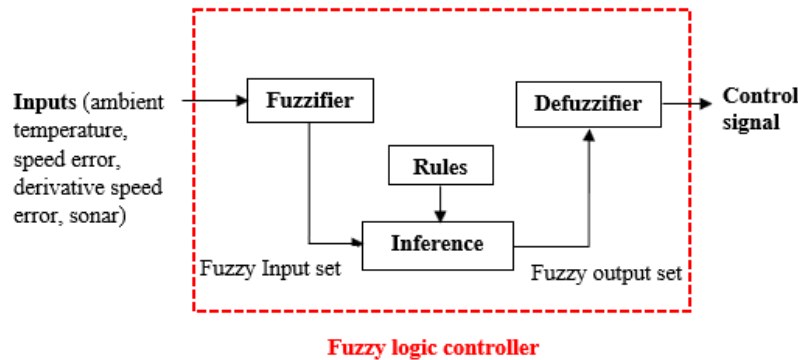 Inputs (ambient
temperature,
speed error,
derivative speed
error, sonar)
Fuzzifier
Defuzzifier
Control
signal
Rules
Inference
Fuzzy Input set
Fuzzy output set
Fuzzy logic controller